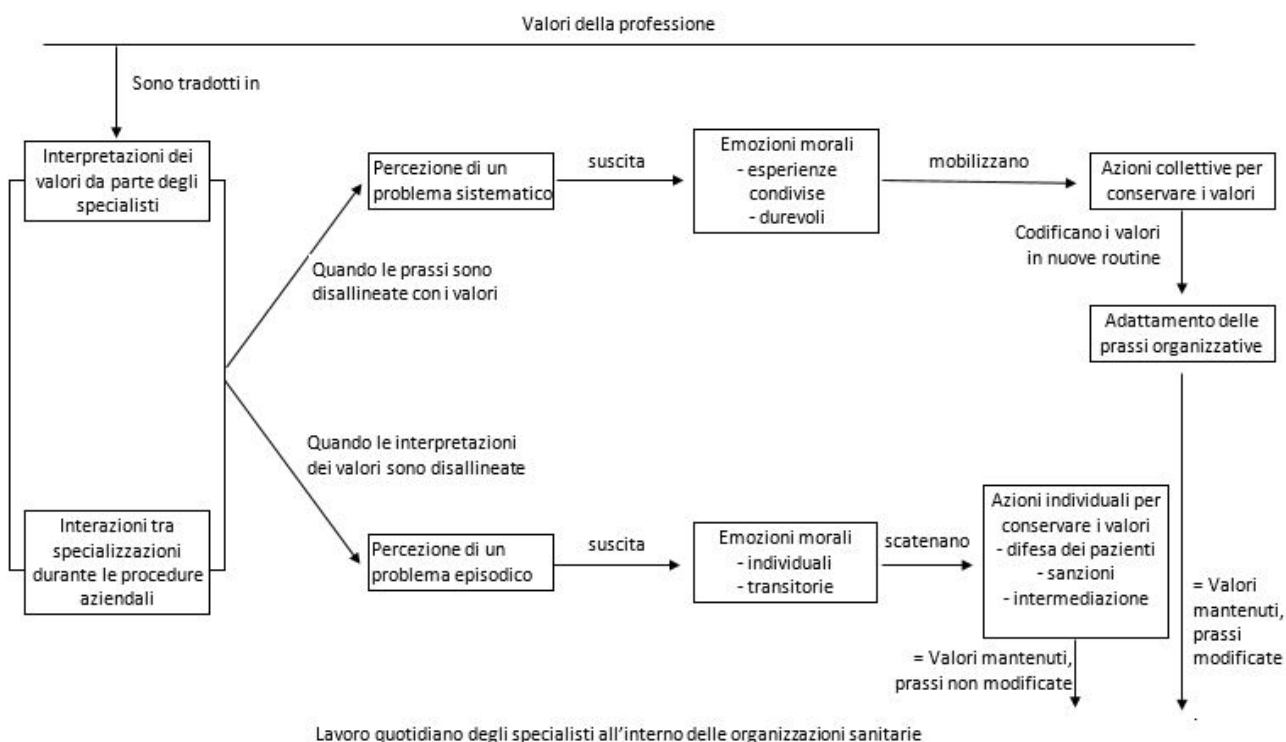 Valori della professione
Sono tradotti in
Interpretazioni dei
valori da parte degli
specialisti
Percezione di un
problema sistematico
suscita
Emozioni morali
- esperienze
condivise
- durevoli
mobilizzano
Azioni collettive per
conservare i valori
Codificano i valori
in nuove routine
Quando le prassi sono
disallineate con i valori
Adattamento delle
prassi organizzative
Quando le interpretazioni
dei valori sono disallineate
Interazioni tra
specializzazioni
durante le procedure
aziendali
Percezione di un
problema episodico
suscita
Emozioni morali
- individuali
- transitorie
scatenano
Azioni individuali per
conservare i valori
- difesa dei pazienti
- sanzioni
- intermediazione
= Valori
mantenuti,
prassi
modificate
= Valori mantenuti,
prassi non modificate
Lavoro quotidiano degli specialisti all'interno delle organizzazioni sanitarie